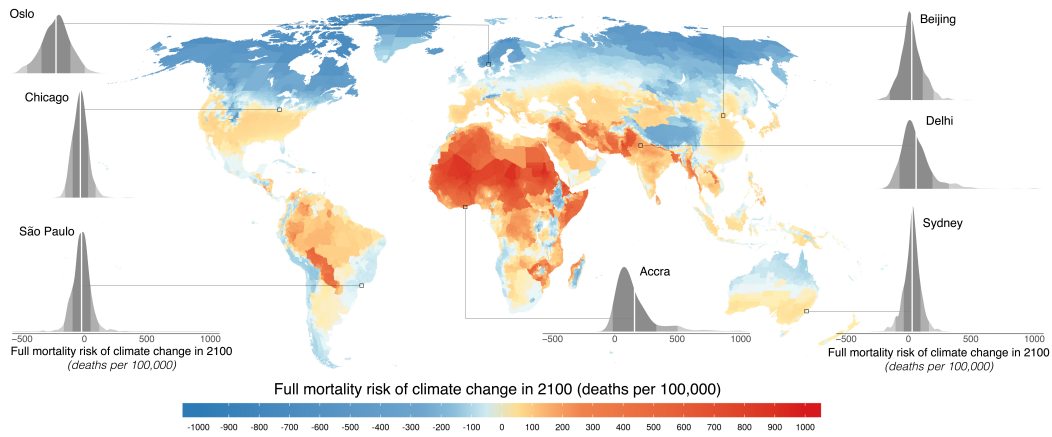 Oslo
Chicago
São Paulo
-500 0 500 1000
Full mortality risk of climate change in 2100
(deaths per 100,000)
Accra
-500 0 500 1000
Beijing
Delhi
Sydney
-500 0 500 1000
Full mortality risk of climate change in 2100
(deaths per 100,000)
Full mortality risk of climate change in 2100 (deaths per 100,000)
-1000 -900 -800 -700 -600 -500 -400 -300 -200 -100 0 100 200 300 400 500 600 700 800 900 1000